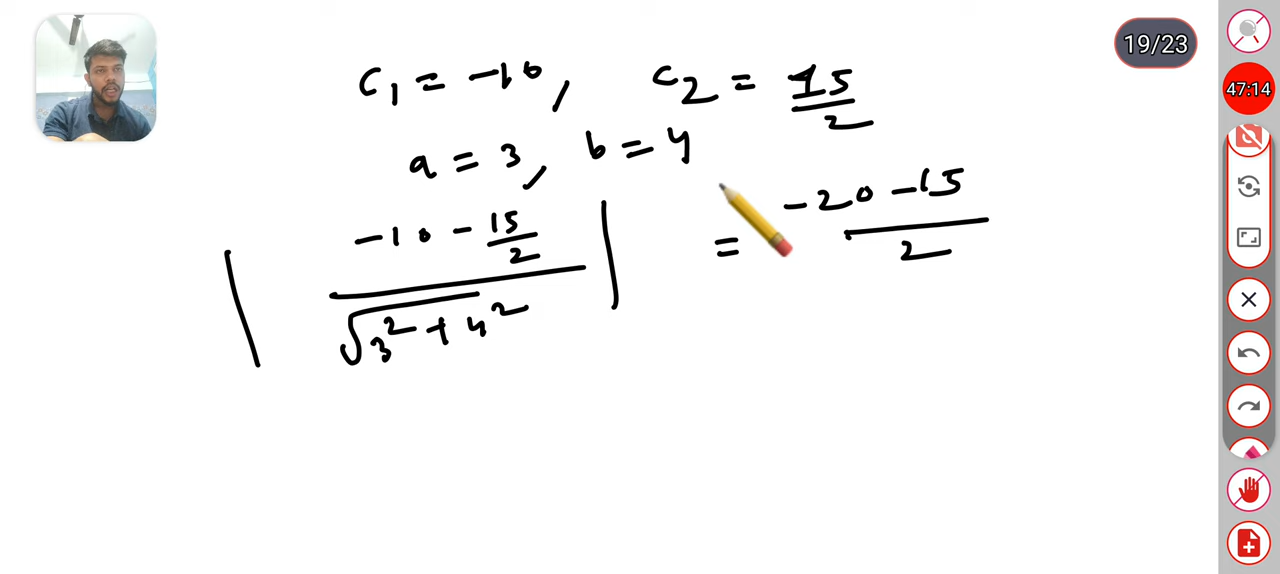 19/23
47:14
C₁ = -10, C₂ = 15/2
a = 3, b = 4
| (-10 - 15/2) / √(3² + 4²) | = (-20 - 15) / 2